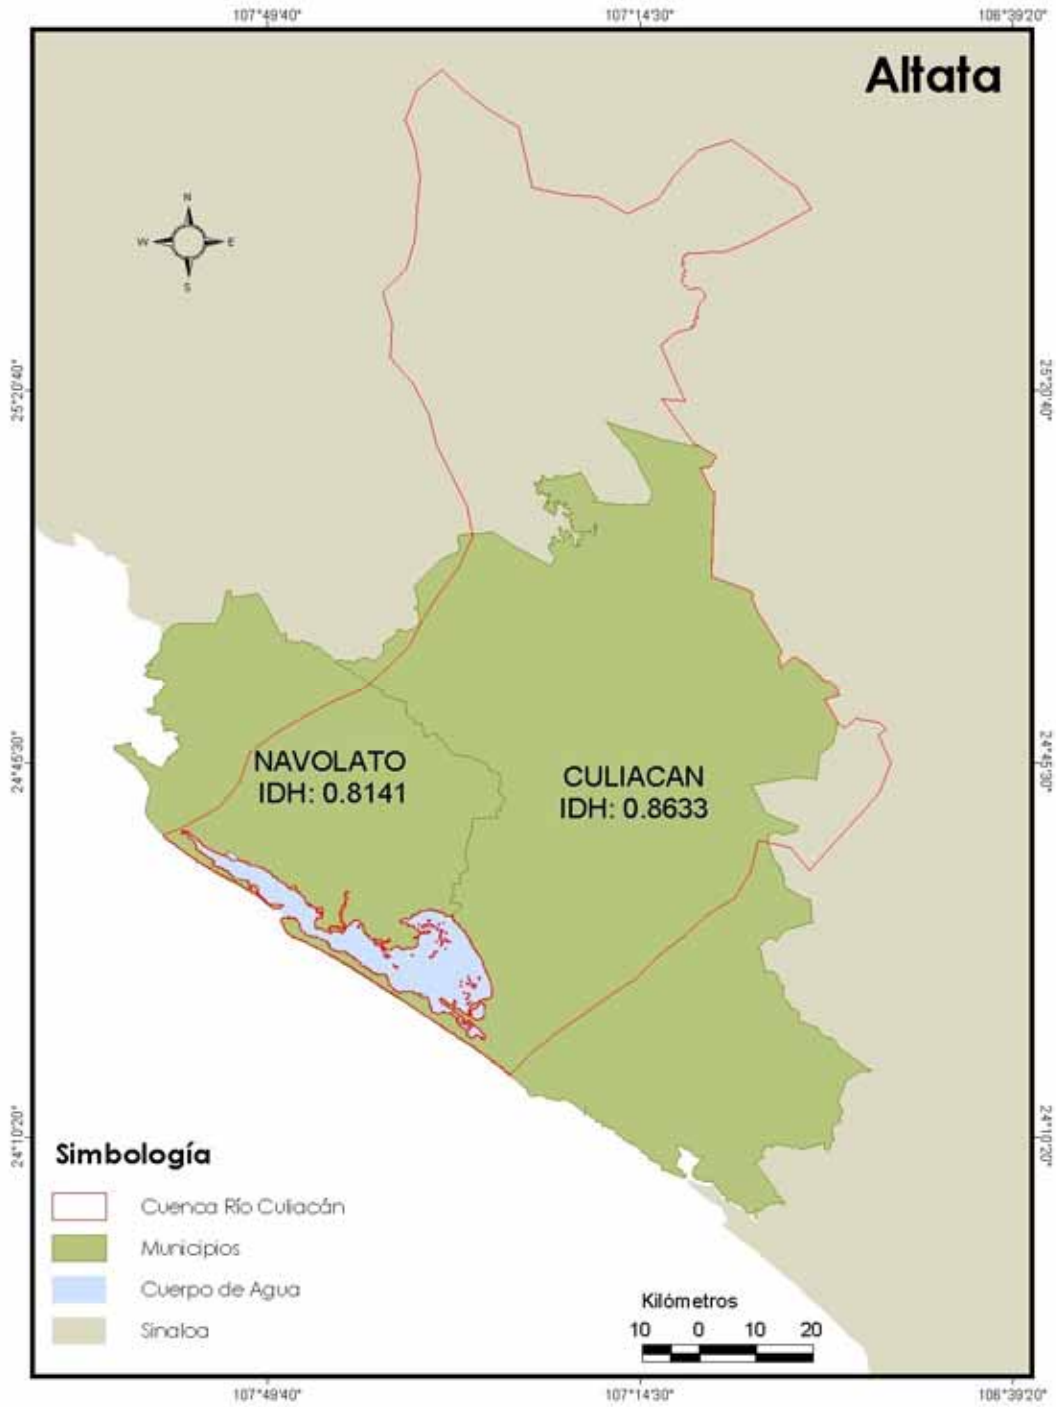 107°49'40" 107°14'30" 106°39'20"
Altata
N
W E
S
25°20'40" 25°20'40"
NAVOLATO
IDH: 0.8141
CULIACAN
IDH: 0.8633
24°45'30" 24°45'30"
24°10'20" 24°10'20"
Simbología
Cuenca Río Culiacán
Municipios
Cuerpo de Agua
Sinaloa
Kilómetros
10 0 10 20
107°49'40" 107°14'30" 106°39'20"